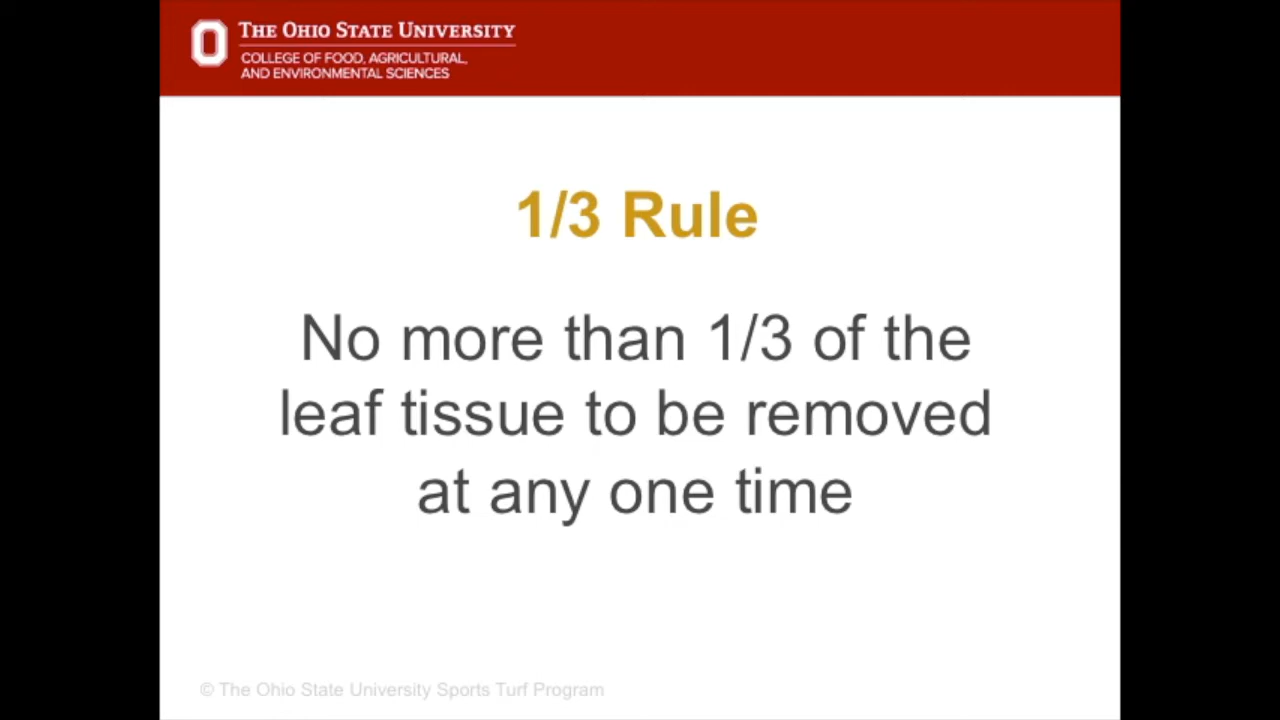 THE OHIO STATE UNIVERSITY
COLLEGE OF FOOD, AGRICULTURAL,
AND ENVIRONMENTAL SCIENCES
1/3 Rule
No more than 1/3 of the
leaf tissue to be removed
at any one time
© The Ohio State University Sports Turf Program